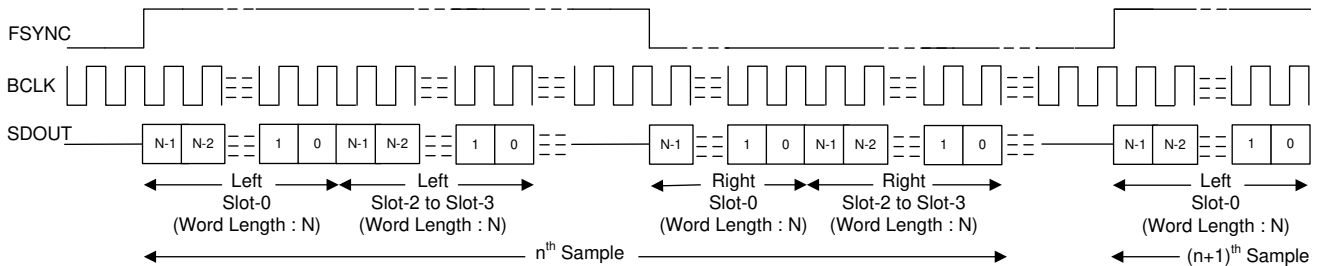 FSYNC
BCLK
SDOUT
N-1 N-2 1 0 N-1 N-2 1 0 N-1 1 0 N-1 N-2 1 0 N-1 N-2 1 0
Left Left Right Right Left
Slot-0 Slot-2 to Slot-3 Slot-0 Slot-2 to Slot-3 Slot-0
(Word Length : N) (Word Length : N) (Word Length : N) (Word Length : N) (Word Length : N)
nth Sample (n+1)th Sample